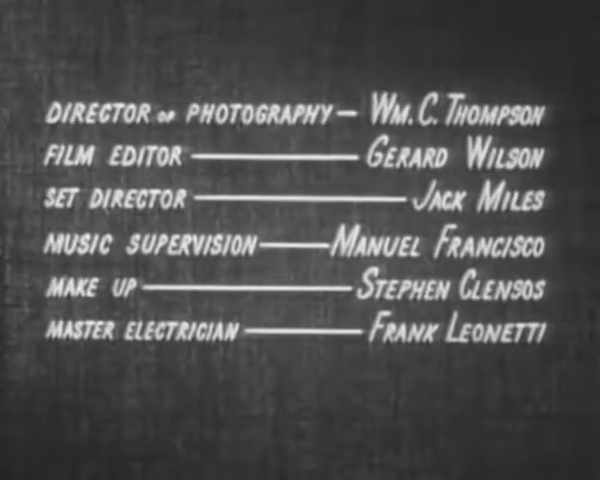 DIRECTOR OF PHOTOGRAPHY — WM. C. THOMPSON
FILM EDITOR — GERARD WILSON
SET DIRECTOR — JACK MILES
MUSIC SUPERVISION — MANUEL FRANCISCO
MAKE UP — STEPHEN CLENSOS
MASTER ELECTRICIAN — FRANK LEONETTI